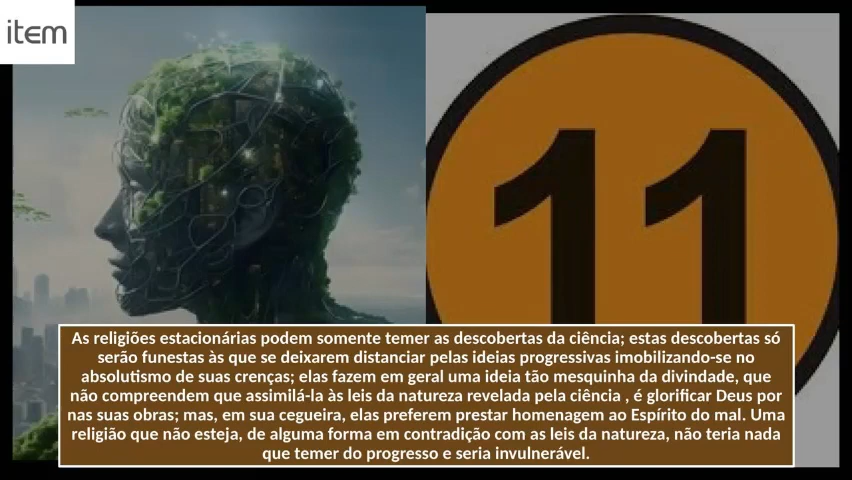 item
11
As religiões estacionárias podem somente temer as descobertas da ciência; estas descobertas só
serão funestas às que se deixarem distanciar pelas ideias progressivas imobilizando-se no
absolutismo de suas crenças; elas fazem em geral uma ideia tão mesquinha da divindade, que
não compreendem que assimilá-la às leis da natureza revelada pela ciência , é glorificar Deus por
nas suas obras; mas, em sua cegueira, elas preferem prestar homenagem ao Espírito do mal. Uma
religião que não esteja, de alguma forma em contradição com as leis da natureza, não teria nada
que temer do progresso e seria invulnerável.